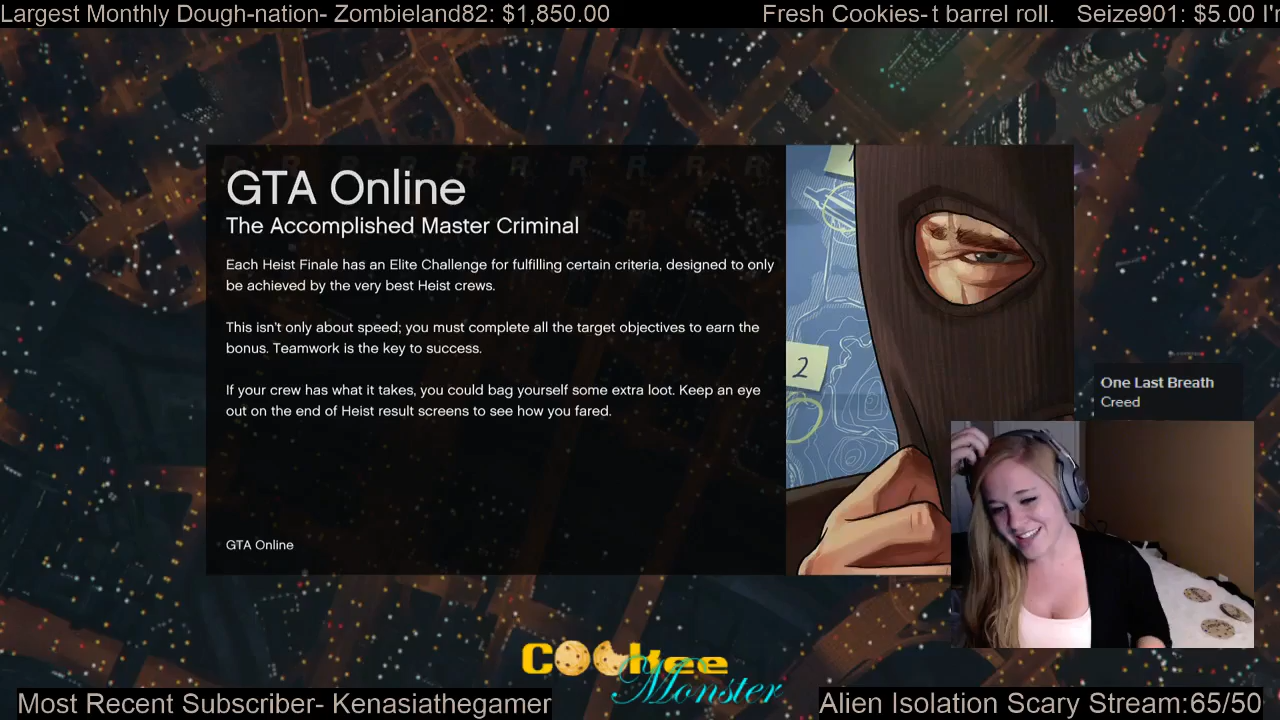 Largest Monthly Dough-nation- Zombieland82: $1,850.00
Fresh Cookies- t barrel roll. Seize901: $5.00 I'r
GTA Online
The Accomplished Master Criminal
Each Heist Finale has an Elite Challenge for fulfilling certain criteria, designed to only
be achieved by the very best Heist crews.
This isn't only about speed; you must complete all the target objectives to earn the
bonus. Teamwork is the key to success.
If your crew has what it takes, you could bag yourself some extra loot. Keep an eye
out on the end of Heist result screens to see how you fared.
GTA Online
2
One Last Breath
Creed
Cookee
Monster
Most Recent Subscriber- Kenasiathegamer
Alien Isolation Scary Stream:65/50